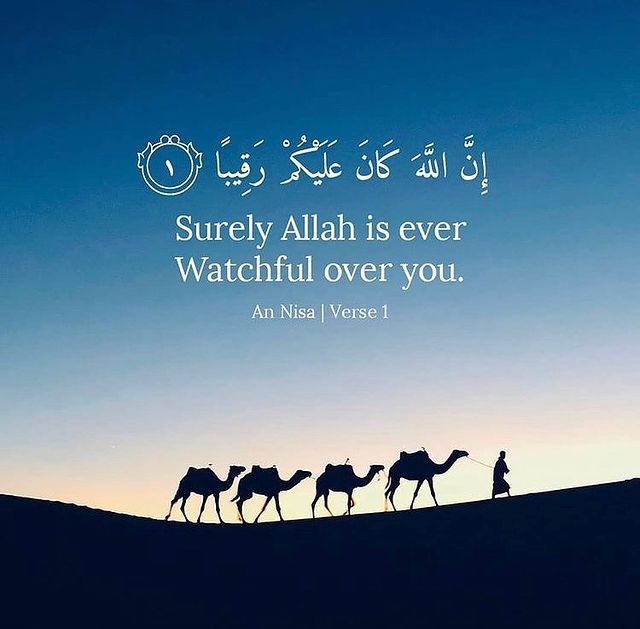 إِنَّ اللَّهَ كَانَ عَلَيْكُمْ رَقِيبًا ١
Surely Allah is ever
Watchful over you.
An Nisa | Verse 1